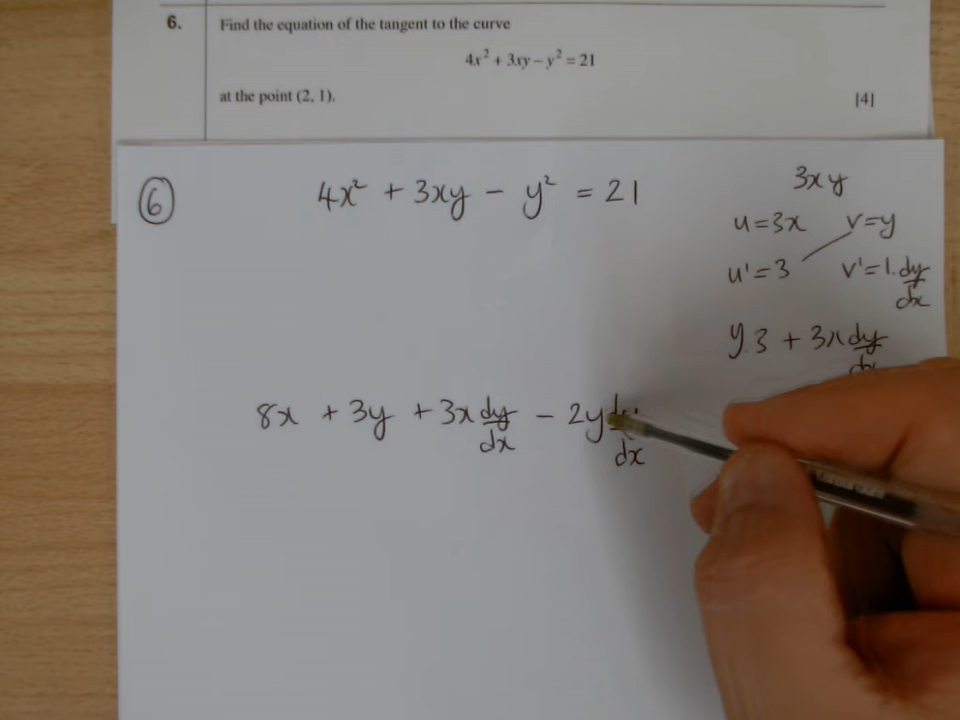 6. Find the equation of the tangent to the curve
4x² + 3xy – y² = 21
at the point (2, 1). [4]
6 4x² + 3xy − y² = 21
3xy
u=3x v=y
u'=3 v'=1.dy/dx
y.3 + 3x dy/dx
8x + 3y + 3x dy/dx − 2y dy/dx